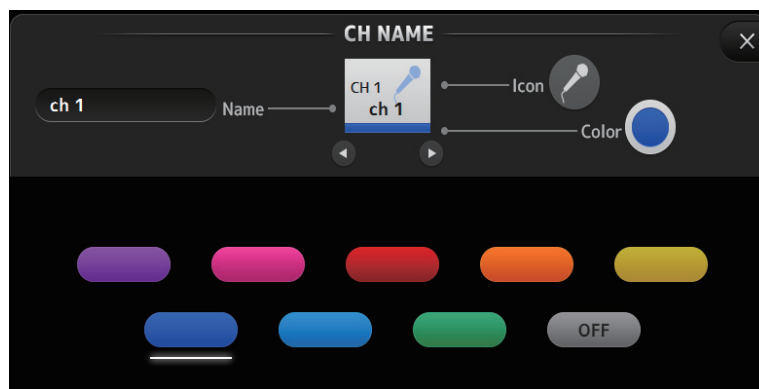 CH NAME
ch 1
Name
CH 1
ch 1
Icon
Color
OFF